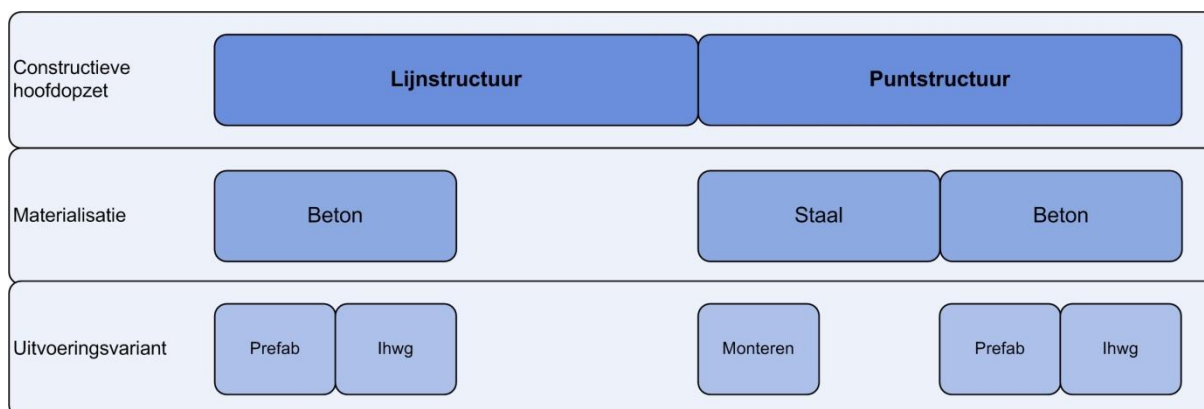 Constructieve
hoofdopzet
Lijnstructuur
Puntstructuur
Materialisatie
Beton
Staal
Beton
Uitvoeringsvariant
Prefab
Ihwg
Monteren
Prefab
Ihwg